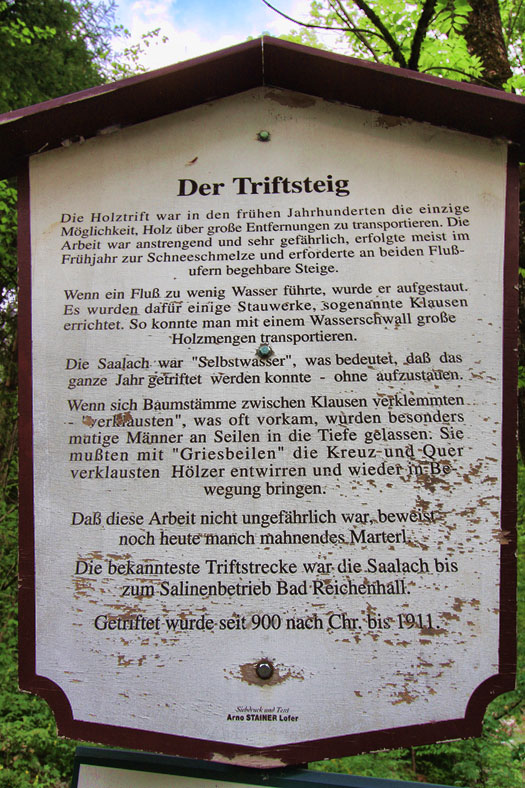 Der Triftsteig
Die Holztrift war in den frühen Jahrhunderten die einzige
Möglichkeit, Holz über große Entfernungen zu transportieren. Die
Arbeit war anstrengend und sehr gefährlich, erfolgte meist im
Frühjahr zur Schneeschmelze und erforderte an beiden Fluß-
ufern begehbare Steige.
Wenn ein Fluß zu wenig Wasser führte, wurde er aufgestaut.
Es wurden dafür einige Stauwerke, sogenannte Klausen
errichtet. So konnte man mit einem Wasserschwall große
Holzmengen transportieren.
Die Saalach war "Selbstwasser", was bedeutet, daß das
ganze Jahr getriftet werden konnte - ohne aufzustauen.
Wenn sich Baumstämme zwischen Klausen verklemmten
- "verklausten", was oft vorkam, wurden besonders
mutige Männer an Seilen in die Tiefe gelassen. Sie
mußten mit "Griesbeilen" die Kreuz und Quer
verklausten Hölzer entwirren und wieder in Be-
wegung bringen.
Daß diese Arbeit nicht ungefährlich war, beweist
noch heute manch mahnendes Marterl.
Die bekannteste Triftstrecke war die Saalach bis
zum Salinenbetrieb Bad Reichenhall.
Getriftet wurde seit 900 nach Chr. bis 1911.
Siebdruck und Text
Arno STAINER Lofer